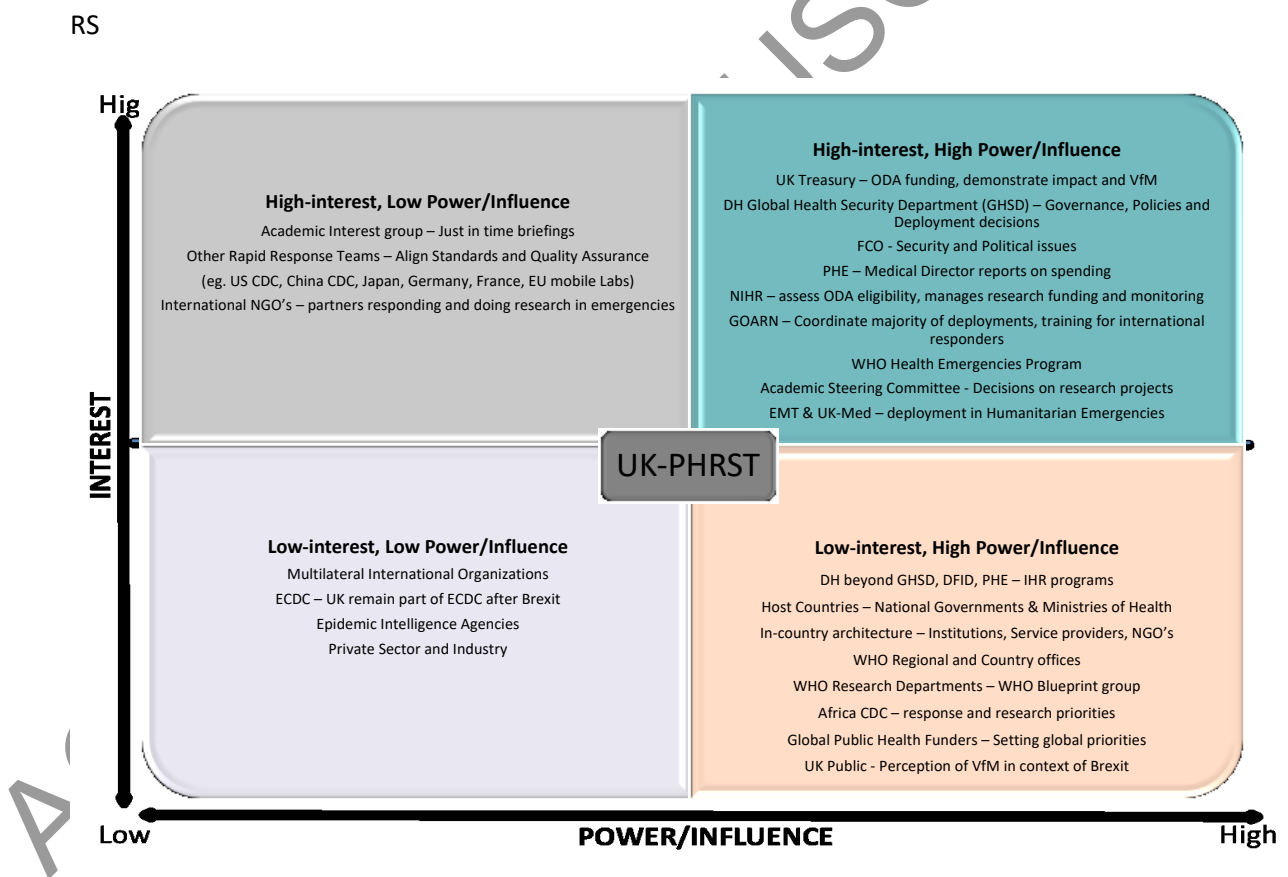 RS
Hig
High-interest, Low Power/Influence
Academic Interest group – Just in time briefings
Other Rapid Response Teams – Align Standards and Quality Assurance
(eg. US CDC, China CDC, Japan, Germany, France, EU mobile Labs)
International NGO's – partners responding and doing research in emergencies
High-interest, High Power/Influence
UK Treasury – ODA funding, demonstrate impact and VfM
DH Global Health Security Department (GHSD) – Governance, Policies and
Deployment decisions
FCO - Security and Political issues
PHE – Medical Director reports on spending
NIHR – assess ODA eligibility, manages research funding and monitoring
GOARN – Coordinate majority of deployments, training for international
responders
WHO Health Emergencies Program
Academic Steering Committee - Decisions on research projects
EMT & UK-Med – deployment in Humanitarian Emergencies
INTEREST
UK-PHRST
Low-interest, Low Power/Influence
Multilateral International Organizations
ECDC – UK remain part of ECDC after Brexit
Epidemic Intelligence Agencies
Private Sector and Industry
Low-interest, High Power/Influence
DH beyond GHSD, DFID, PHE – IHR programs
Host Countries – National Governments & Ministries of Health
In-country architecture – Institutions, Service providers, NGO's
WHO Regional and Country offices
WHO Research Departments – WHO Blueprint group
Africa CDC – response and research priorities
Global Public Health Funders – Setting global priorities
UK Public - Perception of VfM in context of Brexit
Low
POWER/INFLUENCE
High